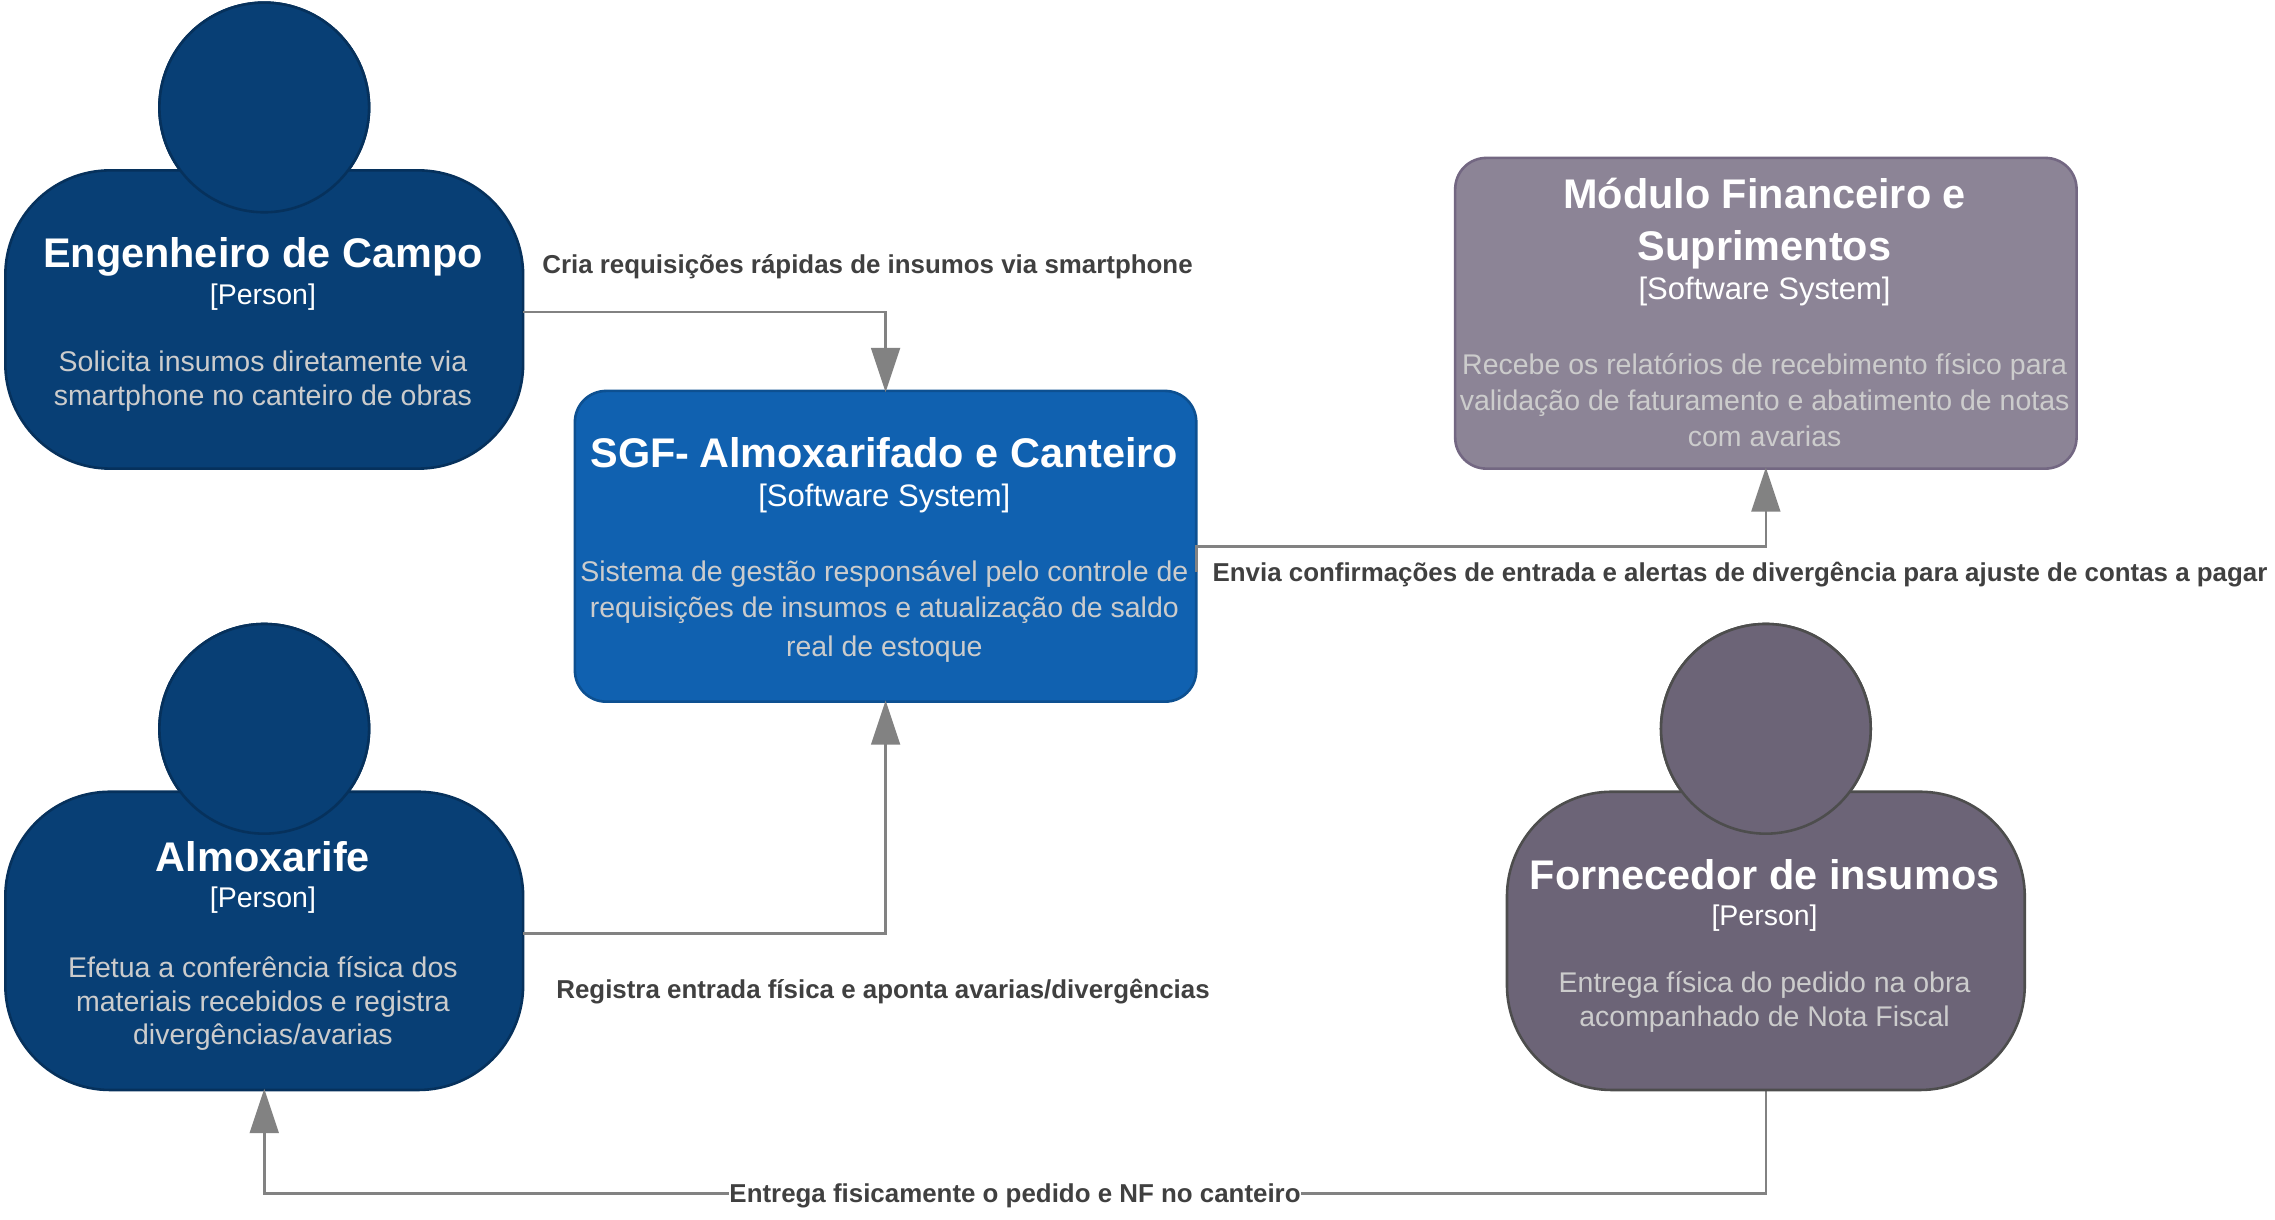 Engenheiro de Campo
[Person]
Solicita insumos diretamente via
smartphone no canteiro de obras
Cria requisições rápidas de insumos via smartphone
Módulo Financeiro e
Suprimentos
[Software System]
Recebe os relatórios de recebimento físico para
validação de faturamento e abatimento de notas
com avarias
SGF- Almoxarifado e Canteiro
[Software System]
Sistema de gestão responsável pelo controle de
requisições de insumos e atualização de saldo
real de estoque
Envia confirmações de entrada e alertas de divergência para ajuste de contas a pagar
Almoxarife
[Person]
Efetua a conferência física dos
materiais recebidos e registra
divergências/avarias
Registra entrada física e aponta avarias/divergências
Fornecedor de insumos
[Person]
Entrega física do pedido na obra
acompanhado de Nota Fiscal
Entrega fisicamente o pedido e NF no canteiro